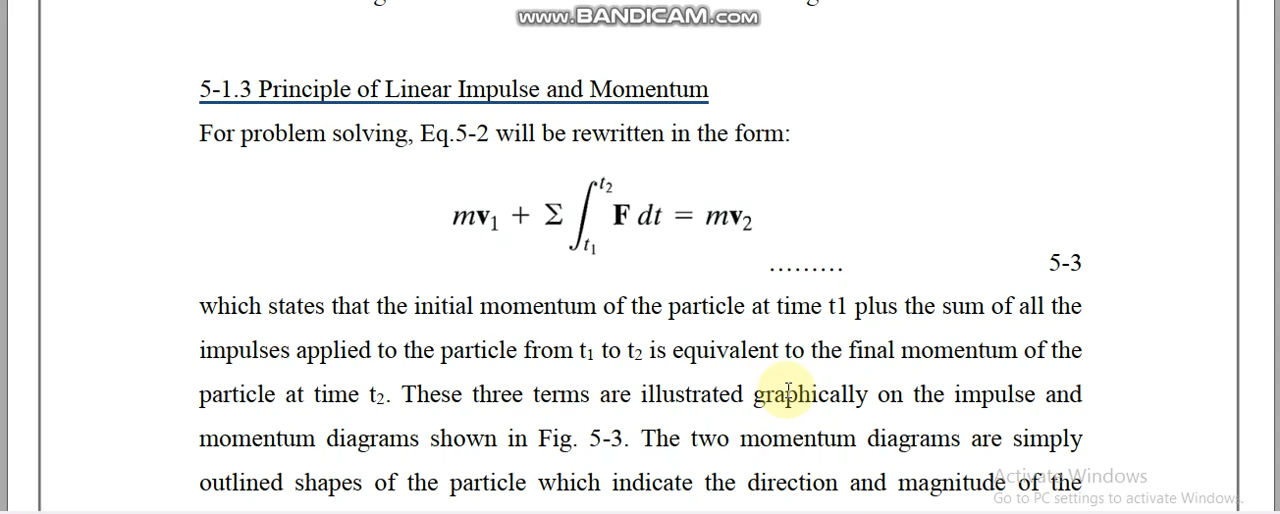 www.BANDICAM.com
5-1.3 Principle of Linear Impulse and Momentum
For problem solving, Eq.5-2 will be rewritten in the form:
mv₁ + Σ ∫ₜ₁ᵗ² F dt = mv₂
......... 5-3
which states that the initial momentum of the particle at time t1 plus the sum of all the
impulses applied to the particle from t₁ to t₂ is equivalent to the final momentum of the
particle at time t₂. These three terms are illustrated graphically on the impulse and
momentum diagrams shown in Fig. 5-3. The two momentum diagrams are simply
outlined shapes of the particle which indicate the direction and magnitude of the
Activate Windows
Go to PC settings to activate Windows.